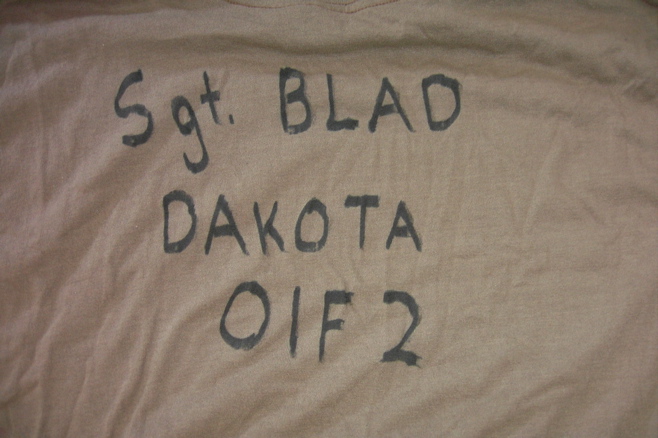 Sgt. BLAD
DAKOTA
OIF 2